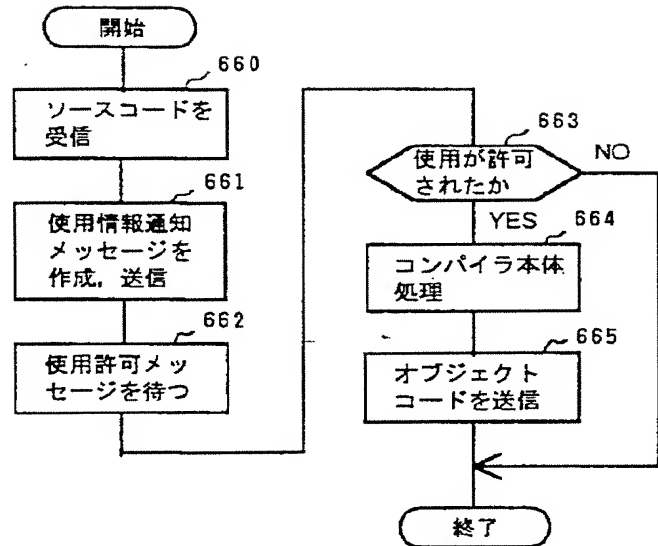 開始
660
ソースコードを
受信
661
使用情報通知
メッセージを
作成，送信
662
使用許可メッ
セージを待つ
663
使用が許可
されたか
NO
YES
664
コンパイラ本体
処理
665
オブジェクト
コードを送信
終了